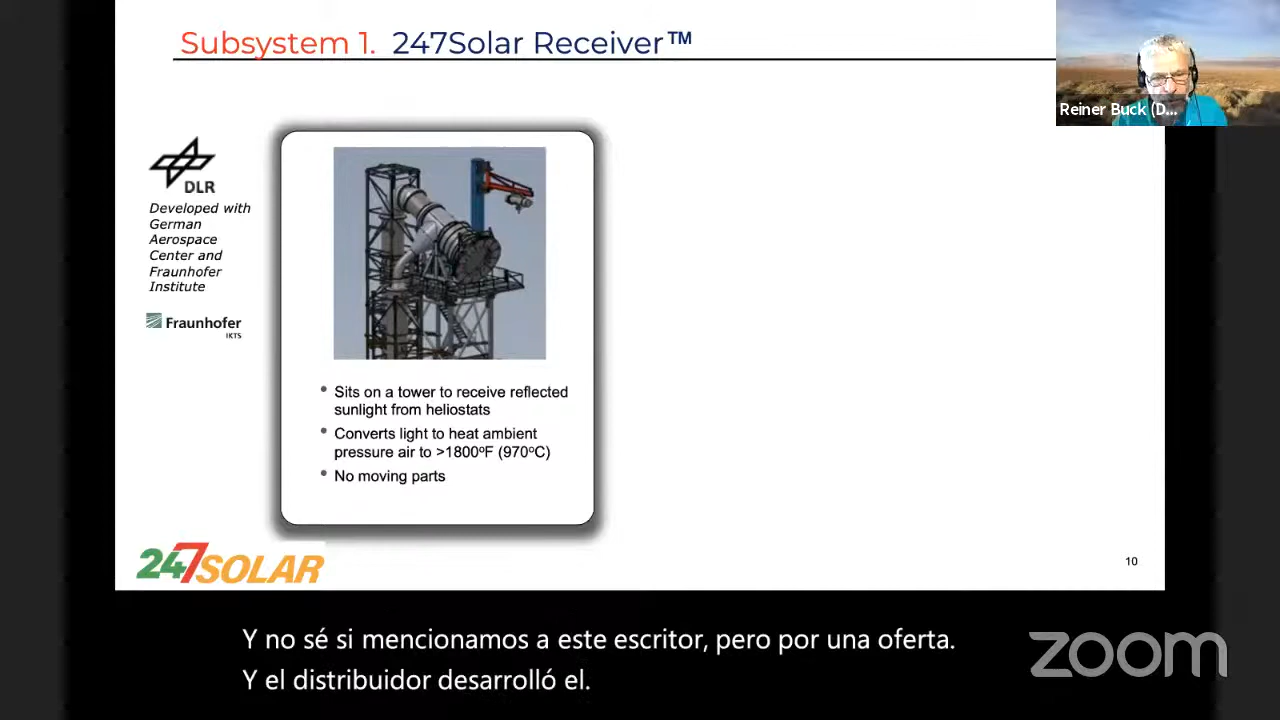 Subsystem 1. 247Solar Receiver™
Reiner Buck (D...
DLR
Developed with
German
Aerospace
Center and
Fraunhofer
Institute
Fraunhofer
IKTS
• Sits on a tower to receive reflected
sunlight from heliostats
• Converts light to heat ambient
pressure air to >1800ºF (970ºC)
• No moving parts
247SOLAR
10
Y no sé si mencionamos a este escritor, pero por una oferta.
Y el distribuidor desarrolló el.
zoom